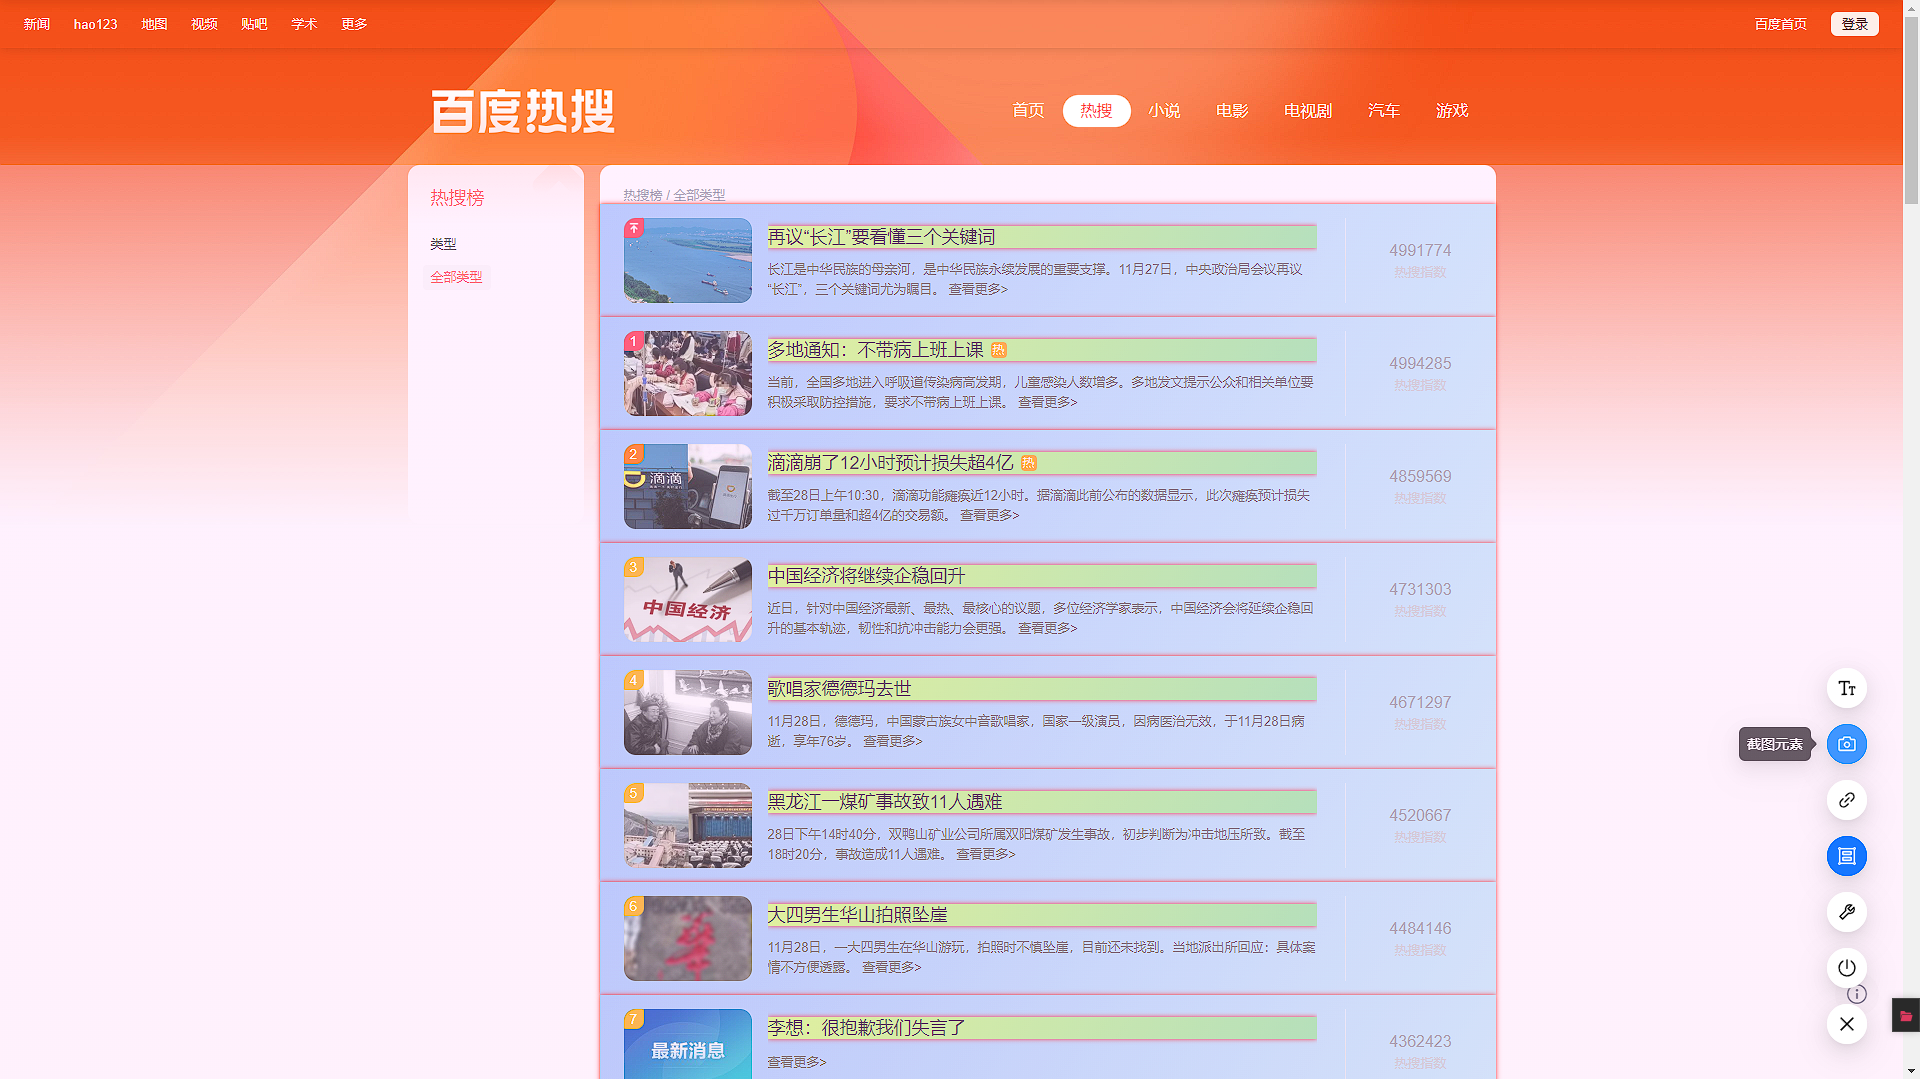 新闻 hao123 地图 视频 贴吧 学术 更多 百度首页 登录
百度热搜
首页 热搜 小说 电影 电视剧 汽车 游戏
热搜榜
类型
全部类型
热搜榜 / 全部类型
再议“长江”要看懂三个关键词
长江是中华民族的母亲河，是中华民族永续发展的重要支撑。11月27日，中央政治局会议再议
“长江”，三个关键词尤为瞩目。 查看更多>
4991774
热搜指数
1
多地通知：不带病上班上课 热
当前，全国多地进入呼吸道传染病高发期，儿童感染人数增多。多地发文提示公众和相关单位要
积极采取防控措施，要求不带病上班上课。 查看更多>
4994285
热搜指数
2
滴滴
滴滴崩了12小时预计损失超4亿 热
截至28日上午10:30，滴滴功能瘫痪近12小时。据滴滴此前公布的数据显示，此次瘫痪预计损失
过千万订单量和超4亿的交易额。 查看更多>
4859569
热搜指数
3
中国经济
中国经济将继续企稳回升
近日，针对中国经济最新、最热、最核心的议题，多位经济学家表示，中国经济会将延续企稳回
升的基本轨迹，韧性和抗冲击能力会更强。 查看更多>
4731303
热搜指数
4
歌唱家德德玛去世
11月28日，德德玛，中国蒙古族女中音歌唱家，国家一级演员，因病医治无效，于11月28日病
逝，享年76岁。 查看更多>
4671297
热搜指数
5
黑龙江一煤矿事故致11人遇难
28日下午14时40分，双鸭山矿业公司所属双阳煤矿发生事故，初步判断为冲击地压所致。截至
18时20分，事故造成11人遇难。 查看更多>
4520667
热搜指数
6
大四男生华山拍照坠崖
11月28日，一大四男生在华山游玩，拍照时不慎坠崖，目前还未找到。当地派出所回应：具体案
情不方便透露。 查看更多>
4484146
热搜指数
7
最新消息
李想：很抱歉我们失言了
查看更多>
4362423
热搜指数
Tт
截图元素